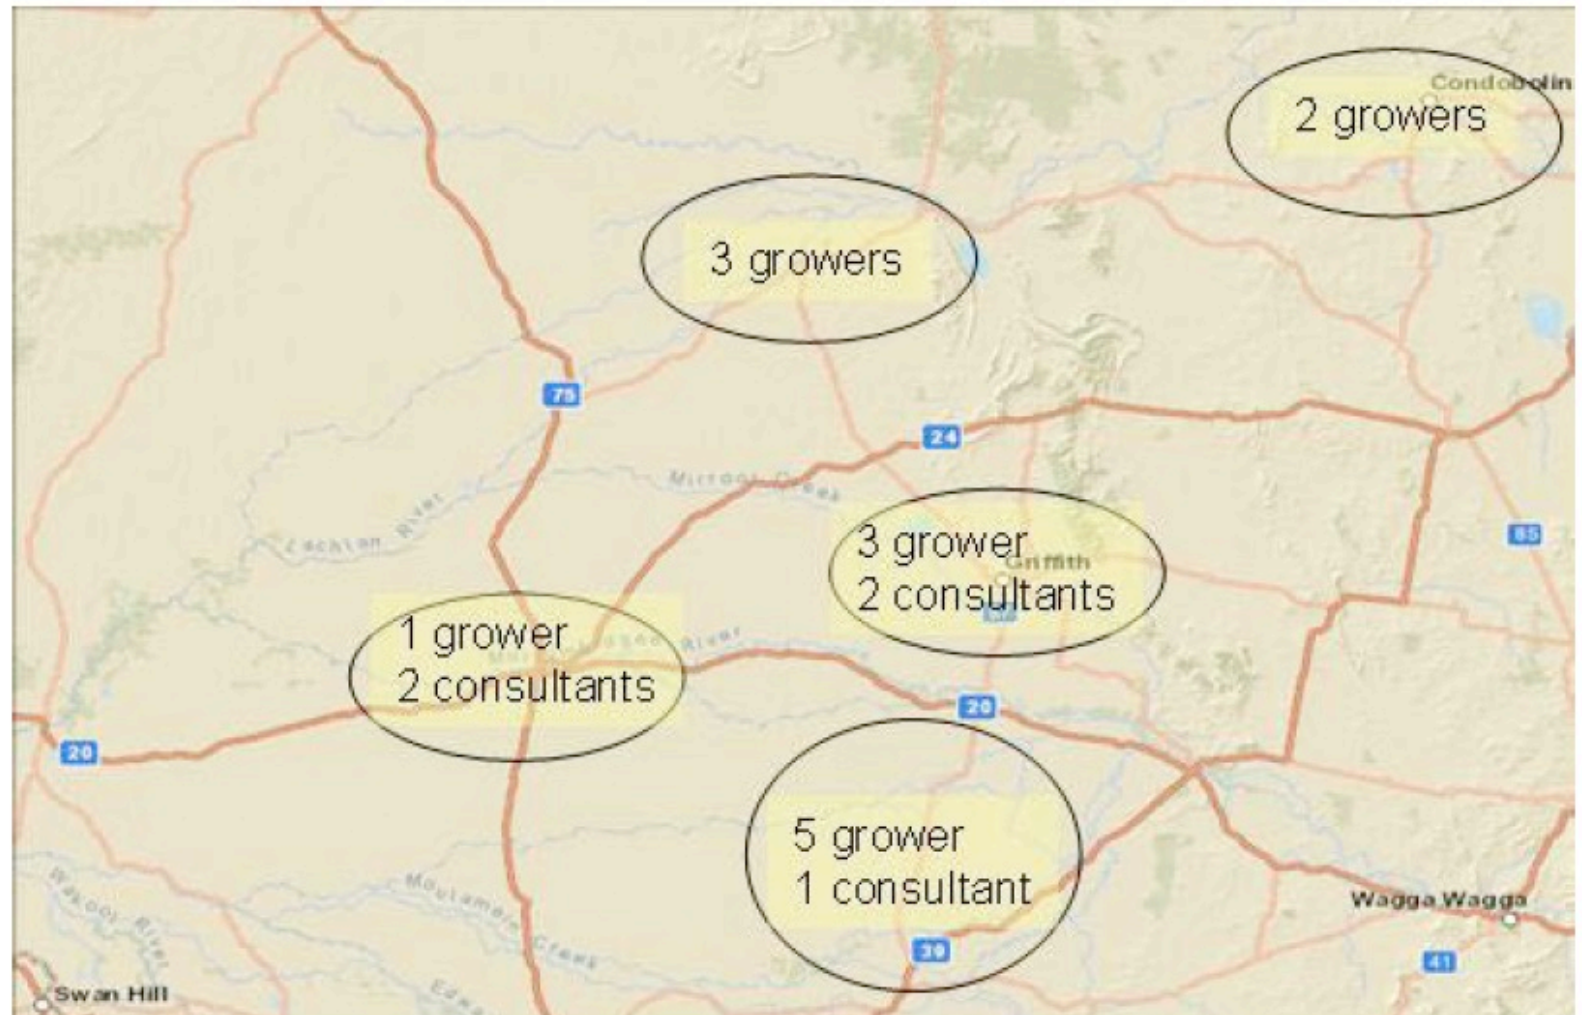 Condobolin
2 growers
3 growers
75
24
Mirrool Creek
85
Lachlan River
3 grower
Griffith
2 consultants
1 grower
River
2 consultants
20
20
5 grower
1 consultant
Wagga Wagga
39
41
Wakool River
Moulamein Creek
Swan Hill